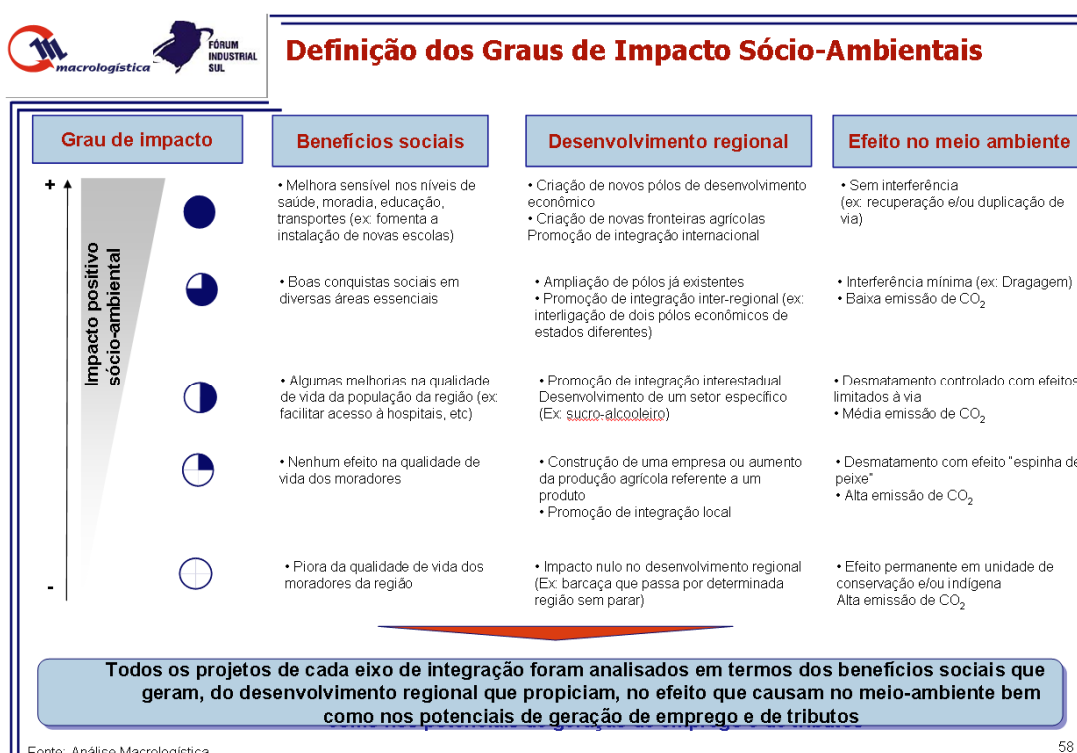 macrologística
FÓRUM
INDUSTRIAL
SUL
Definição dos Graus de Impacto Sócio-Ambientais
Grau de impacto
Benefícios sociais
Desenvolvimento regional
Efeito no meio ambiente
+
Impacto positivo
sócio-ambiental
-
• Melhora sensível nos níveis de
saúde, moradia, educação,
transportes (ex: fomenta a
instalação de novas escolas)
• Criação de novos pólos de desenvolvimento
econômico
• Criação de novas fronteiras agrícolas
Promoção de integração internacional
• Sem interferência
(ex: recuperação e/ou duplicação de
via)
• Boas conquistas sociais em
diversas áreas essenciais
• Ampliação de pólos já existentes
• Promoção de integração inter-regional (ex:
interligação de dois pólos econômicos de
estados diferentes)
• Interferência mínima (ex: Dragagem)
• Baixa emissão de CO2
• Algumas melhorias na qualidade
de vida da população da região (ex:
facilitar acesso à hospitais, etc)
• Promoção de integração interestadual
Desenvolvimento de um setor específico
(Ex: sucro-alcooleiro)
• Desmatamento controlado com efeitos
limitados à via
• Média emissão de CO2
• Nenhum efeito na qualidade de
vida dos moradores
• Construção de uma empresa ou aumento
da produção agrícola referente a um
produto
• Promoção de integração local
• Desmatamento com efeito "espinha de
peixe"
• Alta emissão de CO2
• Piora da qualidade de vida dos
moradores da região
• Impacto nulo no desenvolvimento regional
(Ex: barcaça que passa por determinada
região sem parar)
• Efeito permanente em unidade de
conservação e/ou indígena
Alta emissão de CO2
Todos os projetos de cada eixo de integração foram analisados em termos dos benefícios sociais que
geram, do desenvolvimento regional que propiciam, no efeito que causam no meio-ambiente bem
como nos potenciais de geração de emprego e de tributos
Fonte: Análise Macrologística
58